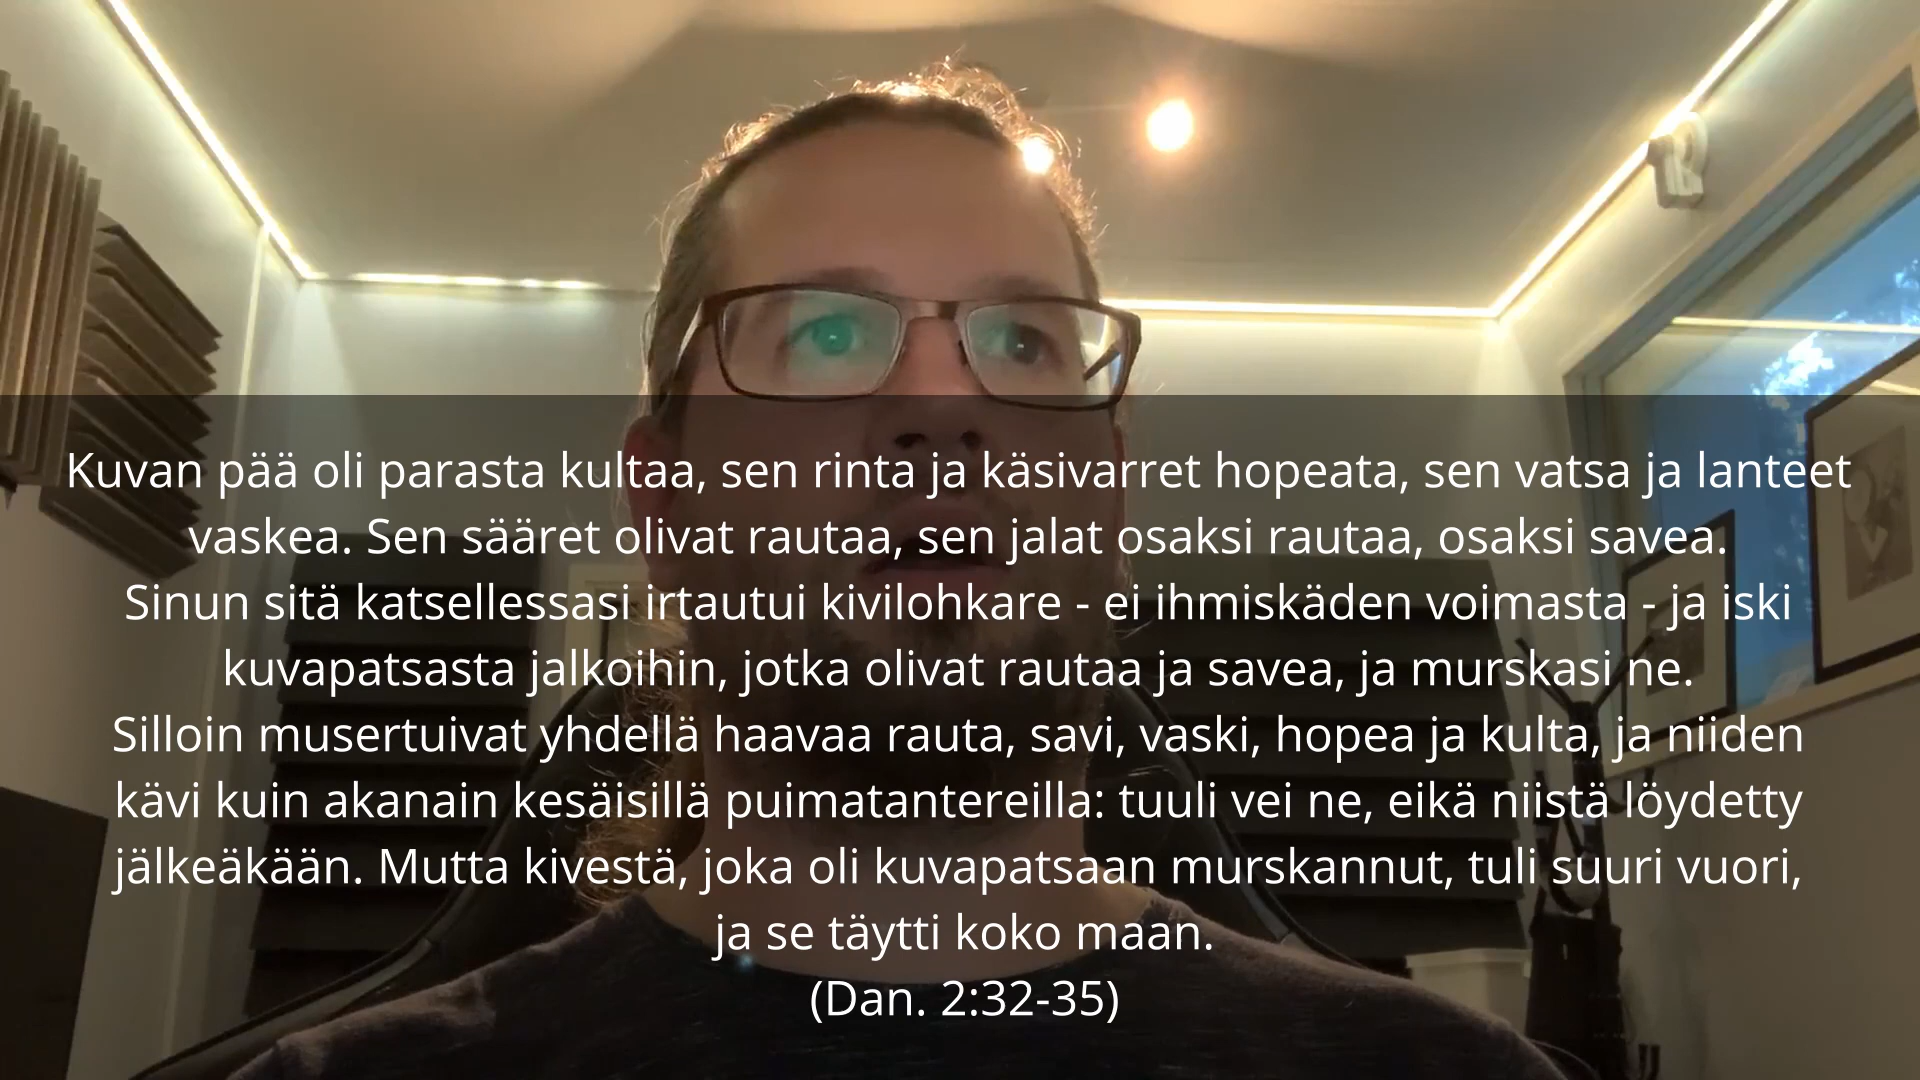 Kuvan pää oli parasta kultaa, sen rinta ja käsivarret hopeata, sen vatsa ja lanteet
vaskea. Sen sääret olivat rautaa, sen jalat osaksi rautaa, osaksi savea.
Sinun sitä katsellessasi irtautui kivilohkare - ei ihmiskäden voimasta - ja iski
kuvapatsasta jalkoihin, jotka olivat rautaa ja savea, ja murskasi ne.
Silloin musertuivat yhdellä haavaa rauta, savi, vaski, hopea ja kulta, ja niiden
kävi kuin akanain kesäisillä puimatantereilla: tuuli vei ne, eikä niistä löydetty
jälkeäkään. Mutta kivestä, joka oli kuvapatsaan murskannut, tuli suuri vuori,
ja se täytti koko maan.
(Dan. 2:32-35)